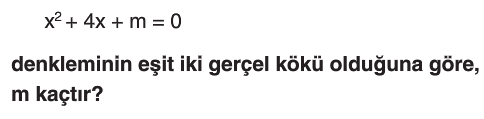 x² + 4x + m = 0
denkleminin eşit iki gerçel kökü olduğuna göre,
m kaçtır?